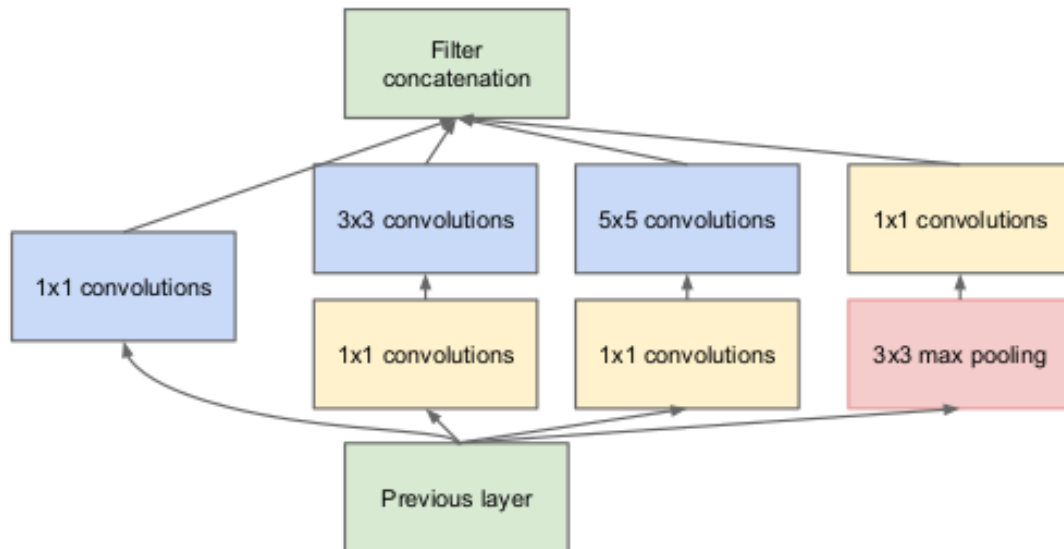 Filter
concatenation
3x3 convolutions
5x5 convolutions
1x1 convolutions
1x1 convolutions
1x1 convolutions
1x1 convolutions
3x3 max pooling
Previous layer